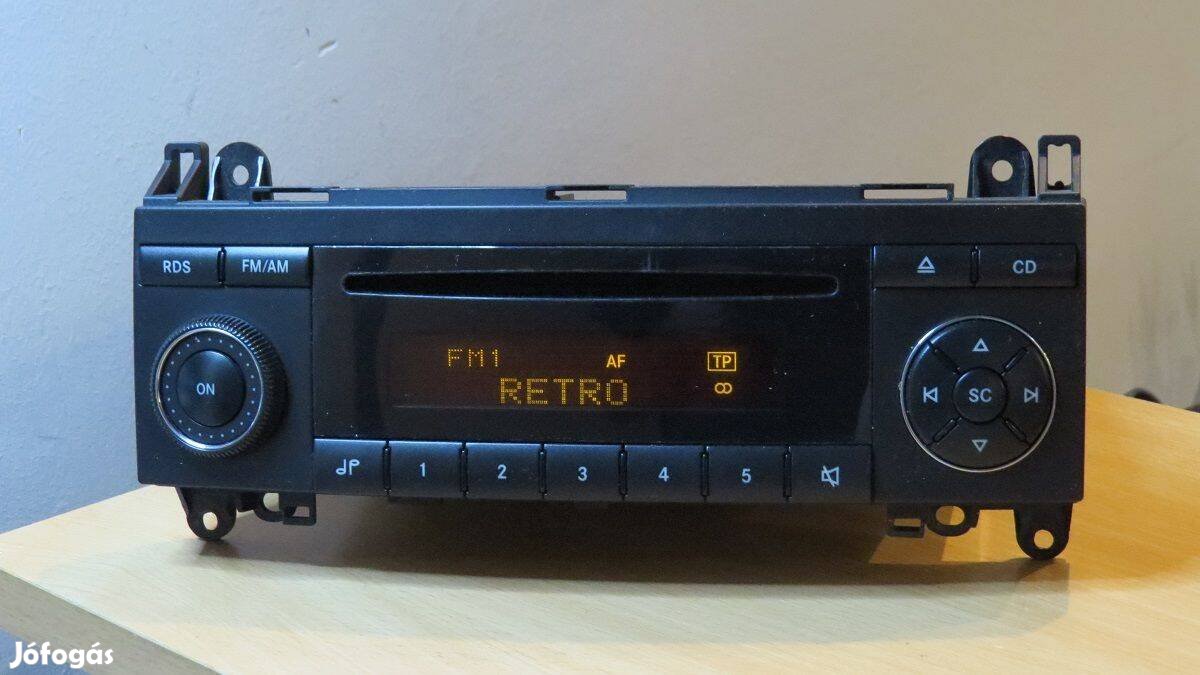 RDS FM/AM CD
FM1 AF TP
RETRO
ON SC
1 2 3 4 5
Jófogás